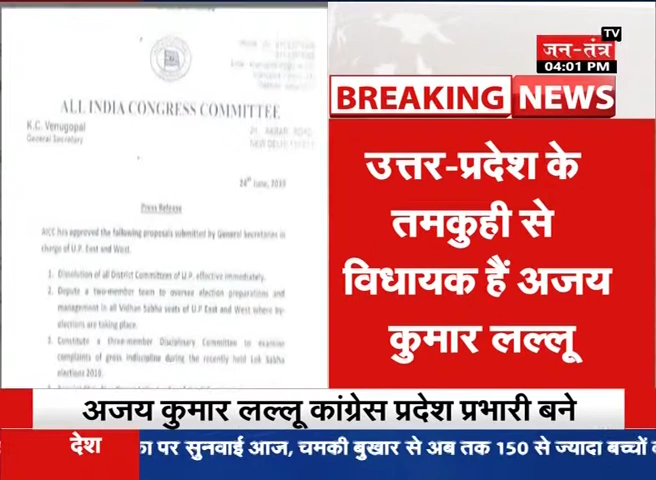 ALL INDIA CONGRESS COMMITTEE
K.C. Venugopal
General Secretary
24th June, 2019
Press Release
AICC has approved the following proposals submitted by General Secretaries in
charge of U.P. East and West.
1. Dissolution of all District Committees of U.P. effective immediately.
2. Depute a two-member team to oversee election preparations and
management in all Vidhan Sabha seats of U.P East and West where by-
elections are taking place.
3. Constitute a three-member Disciplinary Committee to examine
complaints of gross indiscipline during the recently held Lok Sabha
elections 2019.
TV
जन-तंत्र
04:01 PM
BREAKING NEWS
उत्तर-प्रदेश के
तमकुही से
विधायक हैं अजय
कुमार लल्लू
अजय कुमार लल्लू कांग्रेस प्रदेश प्रभारी बने
देश
का पर सुनवाई आज, चमकी बुखार से अब तक 150 से ज्यादा बच्चों